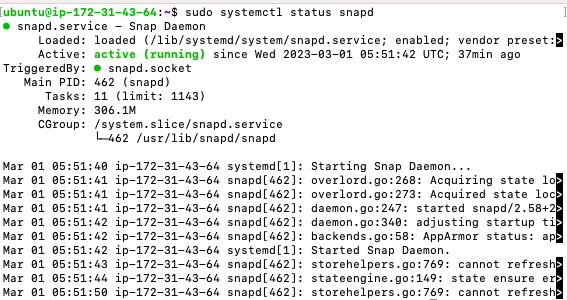 [ubuntu@ip-172-31-43-64:~$ sudo systemctl status snapd ]
● snapd.service - Snap Daemon
     Loaded: loaded (/lib/systemd/system/snapd.service; enabled; vendor preset:>
     Active: active (running) since Wed 2023-03-01 05:51:42 UTC; 37min ago
TriggeredBy: ● snapd.socket
   Main PID: 462 (snapd)
      Tasks: 11 (limit: 1143)
     Memory: 306.1M
     CGroup: /system.slice/snapd.service
             └─462 /usr/lib/snapd/snapd
Mar 01 05:51:40 ip-172-31-43-64 systemd[1]: Starting Snap Daemon...
Mar 01 05:51:41 ip-172-31-43-64 snapd[462]: overlord.go:268: Acquiring state lo>
Mar 01 05:51:41 ip-172-31-43-64 snapd[462]: overlord.go:273: Acquired state loc>
Mar 01 05:51:41 ip-172-31-43-64 snapd[462]: daemon.go:247: started snapd/2.58+2>
Mar 01 05:51:42 ip-172-31-43-64 snapd[462]: daemon.go:340: adjusting startup ti>
Mar 01 05:51:42 ip-172-31-43-64 snapd[462]: backends.go:58: AppArmor status: ap>
Mar 01 05:51:42 ip-172-31-43-64 systemd[1]: Started Snap Daemon.
Mar 01 05:51:43 ip-172-31-43-64 snapd[462]: storehelpers.go:769: cannot refresh>
Mar 01 05:51:44 ip-172-31-43-64 snapd[462]: stateengine.go:149: state ensure er>
Mar 01 05:51:50 ip-172-31-43-64 snapd[462]: storehelpers.go:769: cannot refresh>